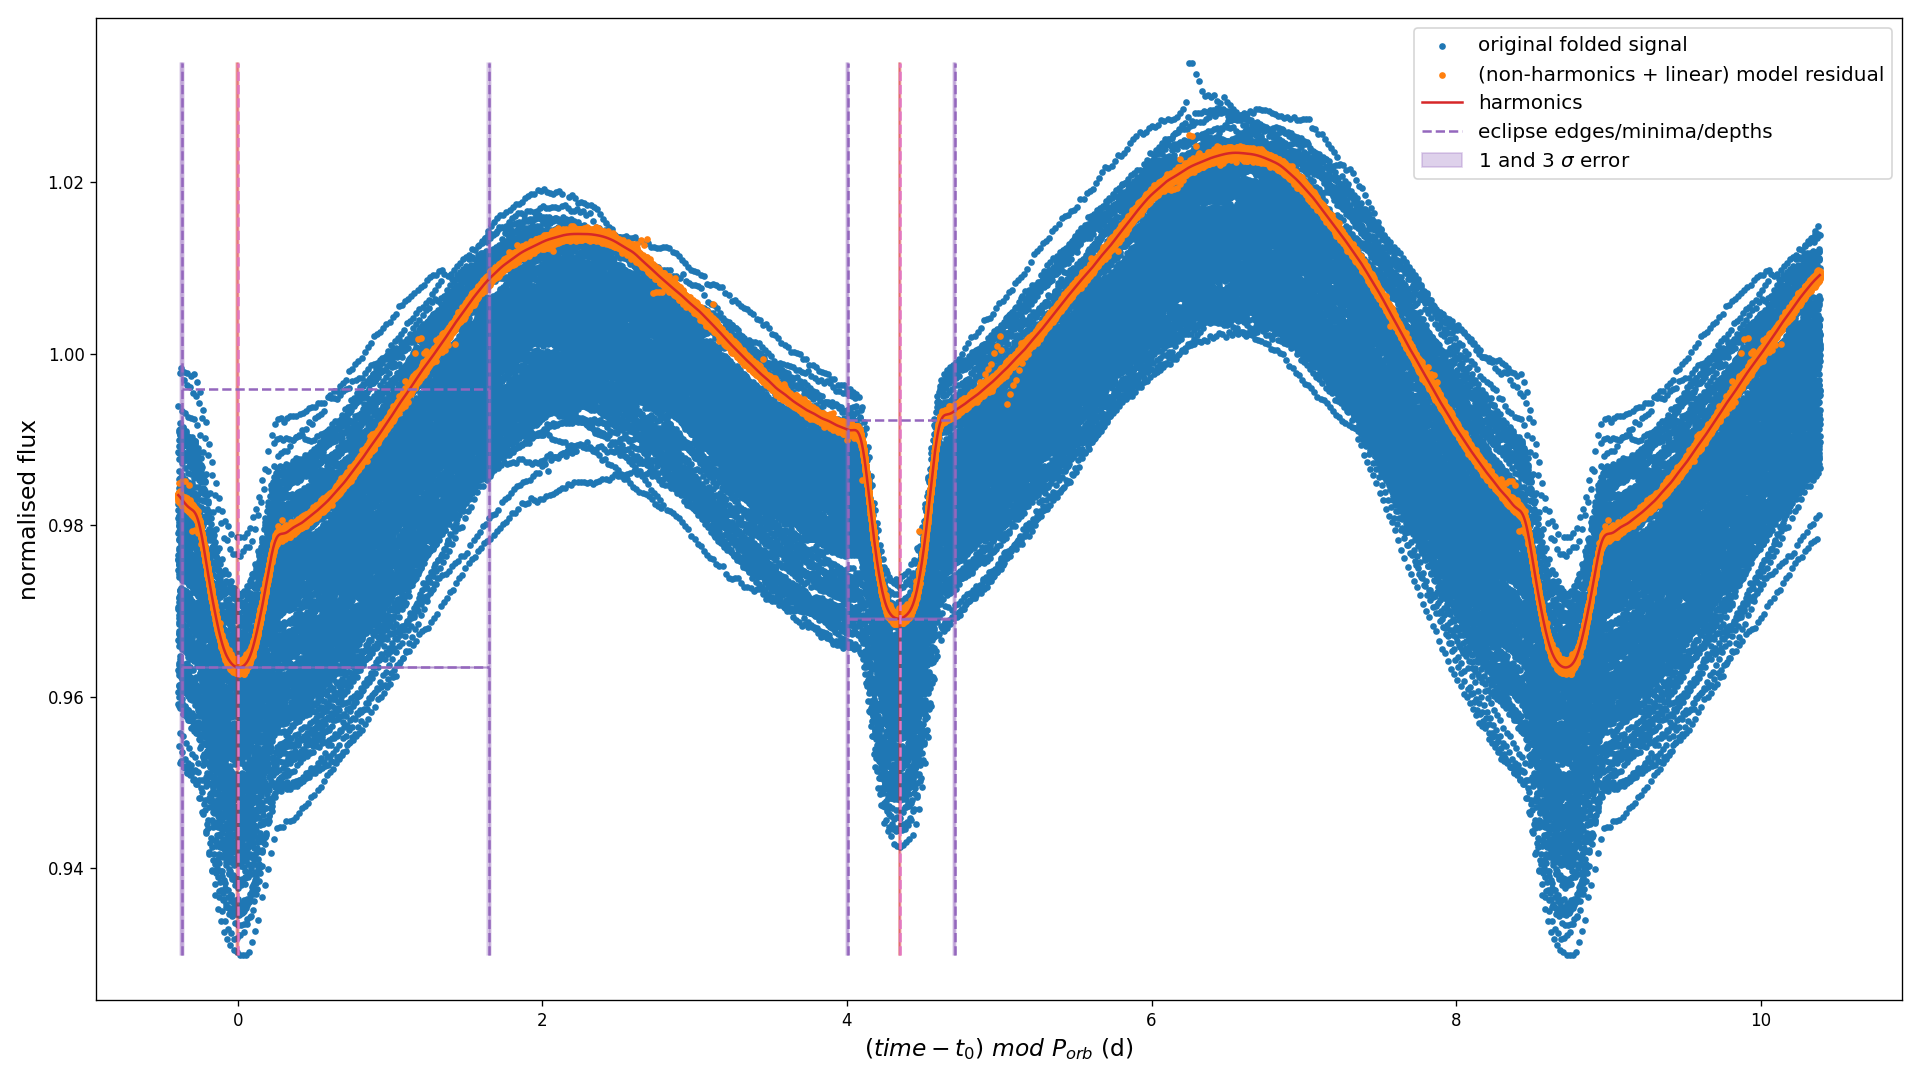 original folded signal
(non-harmonics + linear) model residual
harmonics
eclipse edges/minima/depths
1 and 3 σ error
1.02
1.00
0.98
0.96
0.94
normalised flux
0 2 4 6 8 10
(time − t₀) mod Pₒᵣb (d)